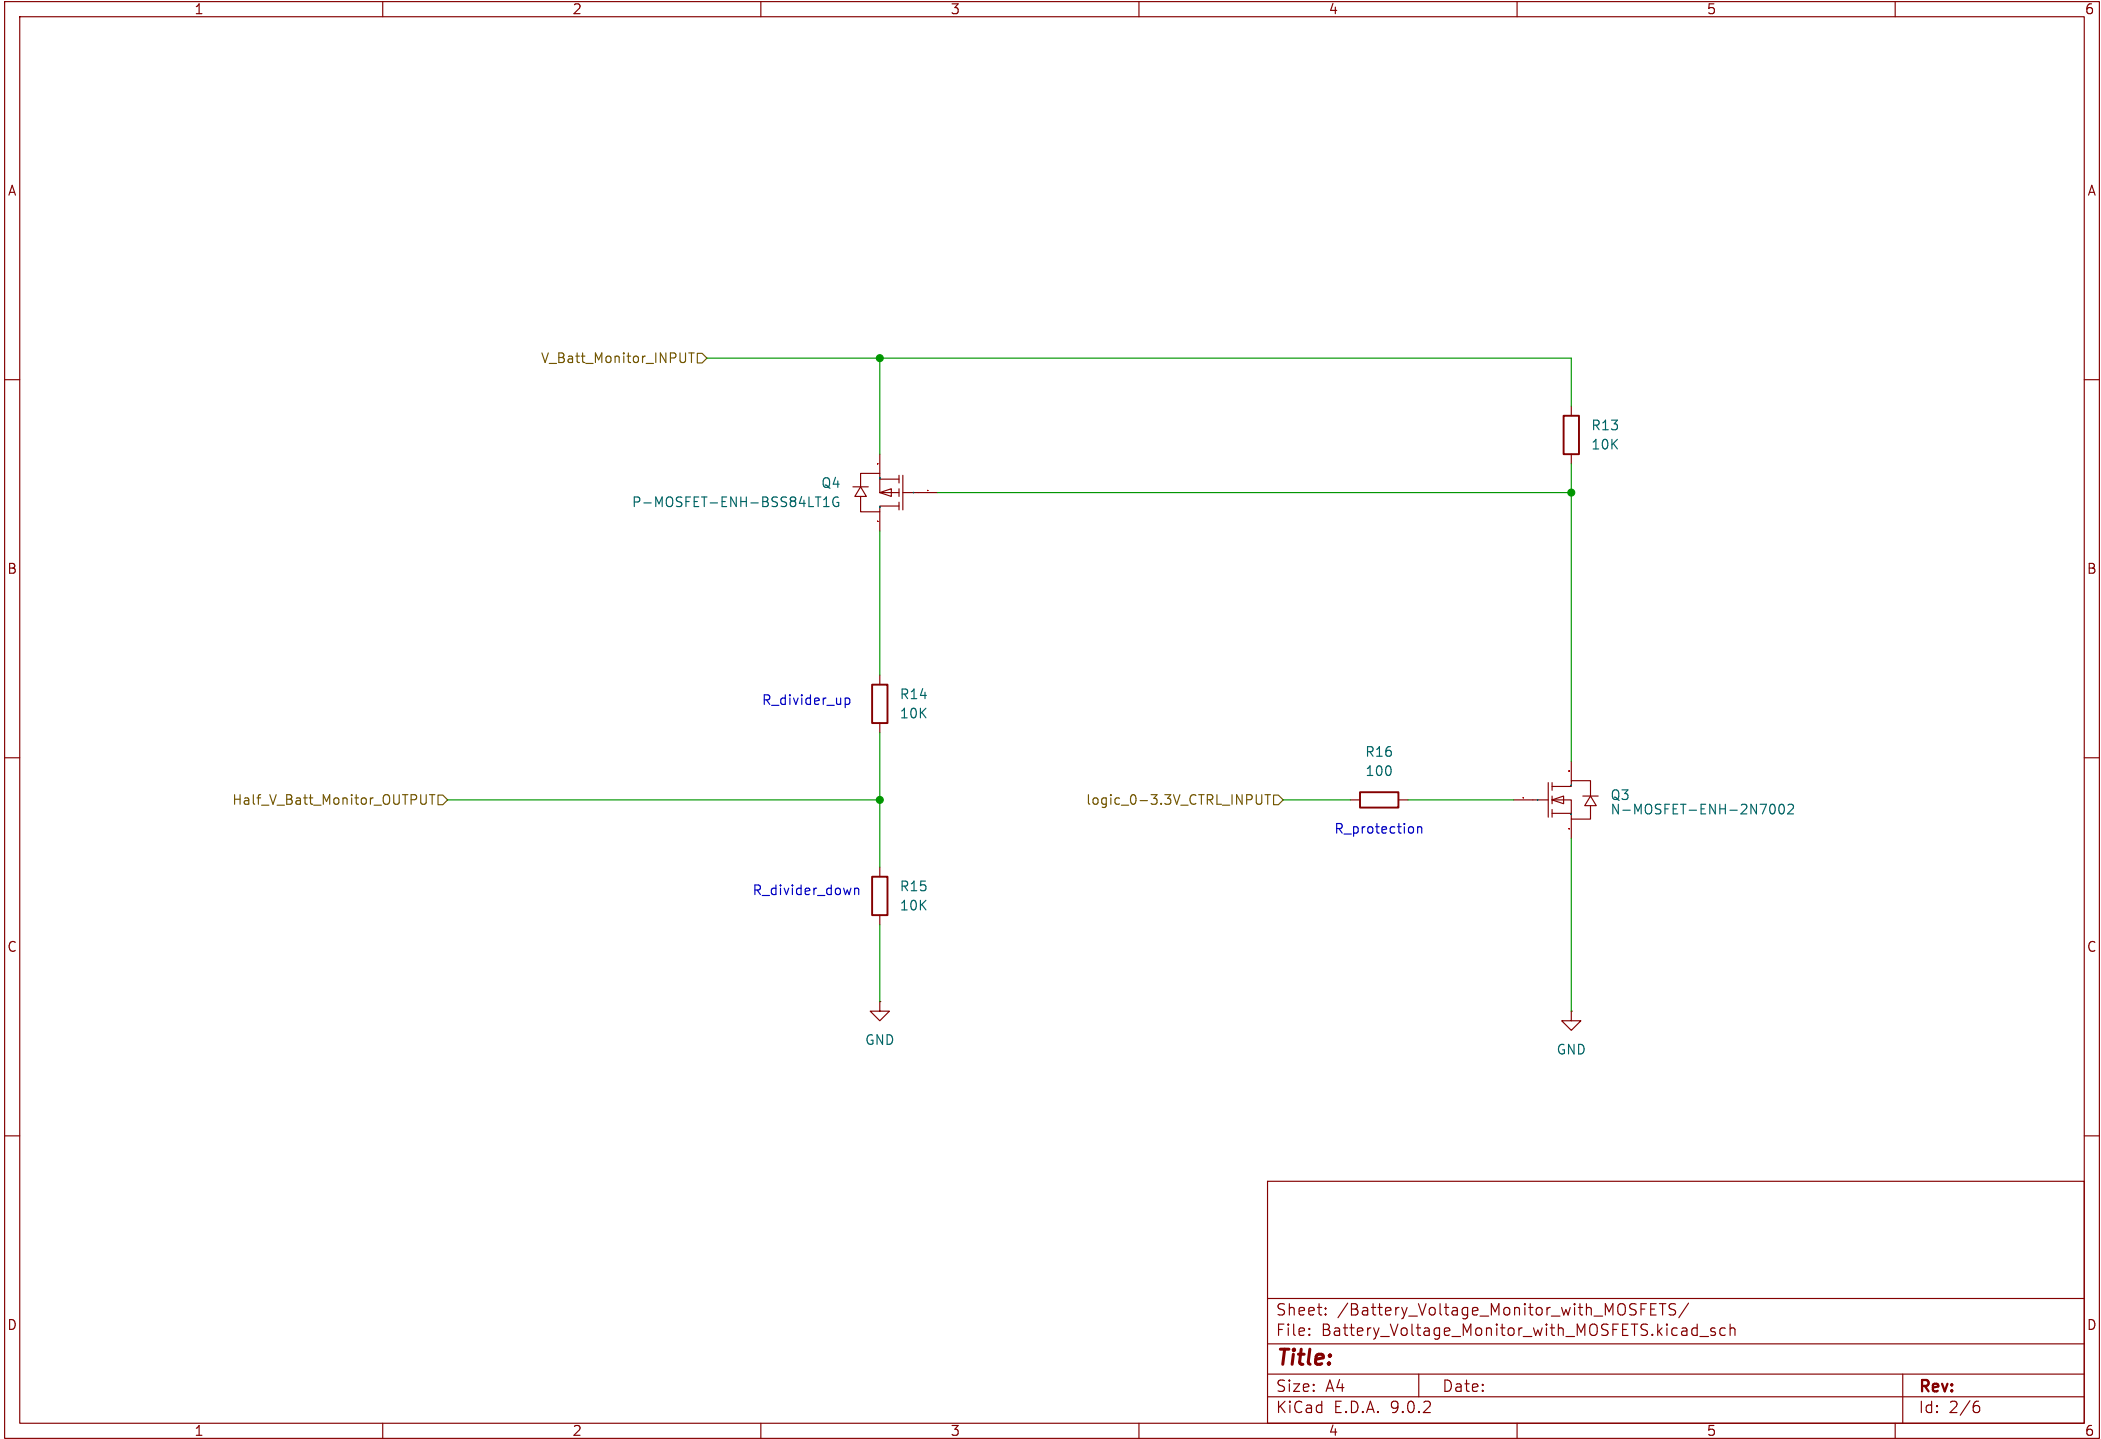 1 2 3 4 5 6
A A
V_Batt_Monitor_INPUT
R13
10K
Q4
P-MOSFET-ENH-BSS84LT1G
B B
R_divider_up
R14
10K
R16
100
Half_V_Batt_Monitor_OUTPUT
logic_0-3.3V_CTRL_INPUT
Q3
N-MOSFET-ENH-2N7002
R_protection
R_divider_down
R15
10K
C C
GND
GND
Sheet: /Battery_Voltage_Monitor_with_MOSFETS/
File: Battery_Voltage_Monitor_with_MOSFETS.kicad_sch
D D
Title:
Size: A4 Date: Rev:
KiCad E.D.A. 9.0.2 Id: 2/6
1 2 3 4 5 6